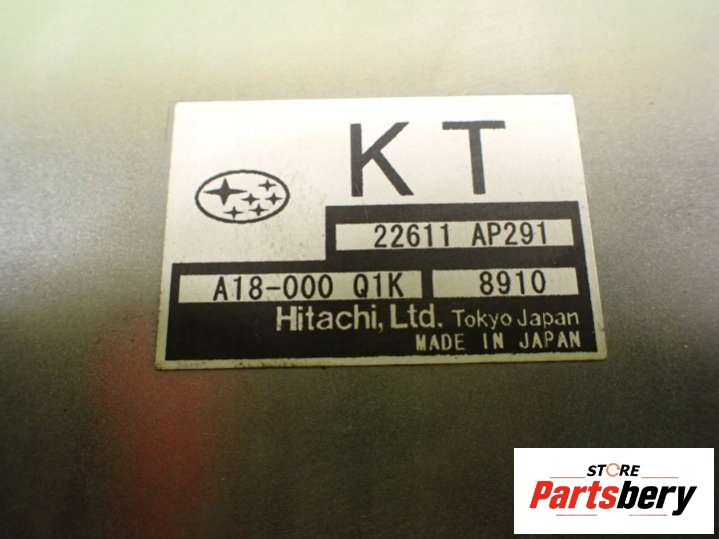 KT
22611 AP291
A18-000 Q1K 8910
Hitachi, Ltd. Tokyo Japan
MADE IN JAPAN
STORE
Partsbery